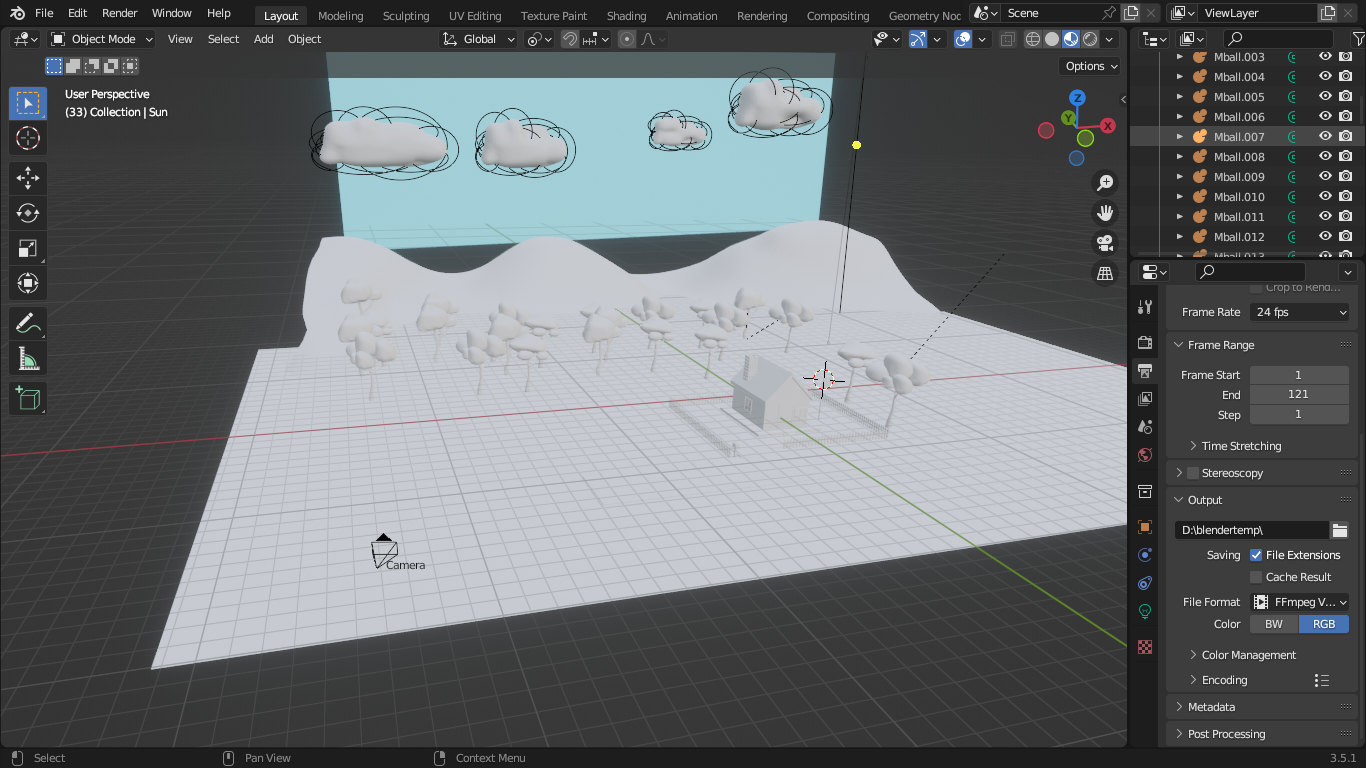 File Edit Render Window Help Layout Modeling Sculpting UV Editing Texture Paint Shading Animation Rendering Compositing Geometry Noc Scene ViewLayer
Object Mode View Select Add Object Global
Options
User Perspective
(33) Collection | Sun
Z
Y
X
Camera
Mball.003
Mball.004
Mball.005
Mball.006
Mball.007
Mball.008
Mball.009
Mball.010
Mball.011
Mball.012
Mball.013
Crop to Rend...
Frame Rate 24 fps
Frame Range
Frame Start 1
End 121
Step 1
Time Stretching
Stereoscopy
Output
D:\blendertemp\
Saving File Extensions
Cache Result
File Format FFmpeg V...
Color BW RGB
Color Management
Encoding
Metadata
Post Processing
Select Pan View Context Menu 3.5.1